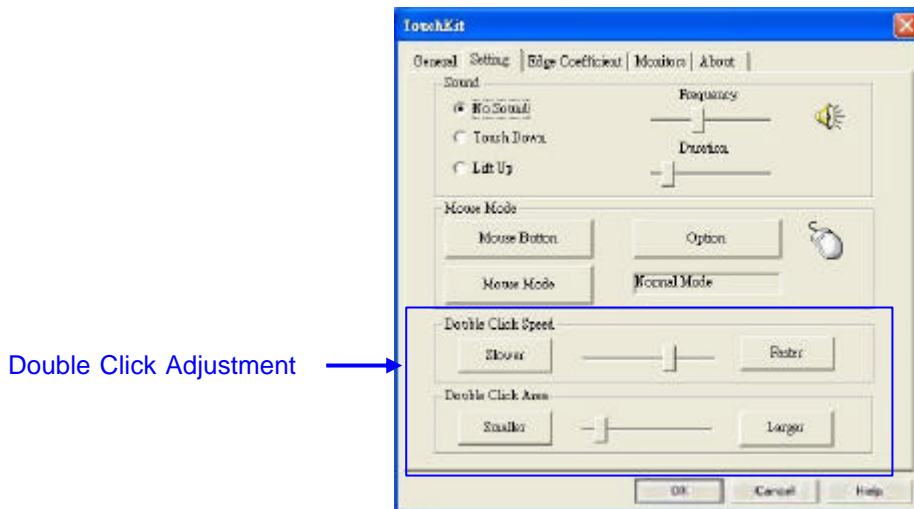 TouchKit
General Setting Edge Coefficient Monitors About
Sound
No Sound
Touch Down
Lift Up
Frequency
Duration
Mouse Mode
Mouse Button
Option
Mouse Mode
Normal Mode
Double Click Adjustment
Double Click Speed
Slower
Faster
Double Click Area
Smaller
Larger
OK Cancel Help